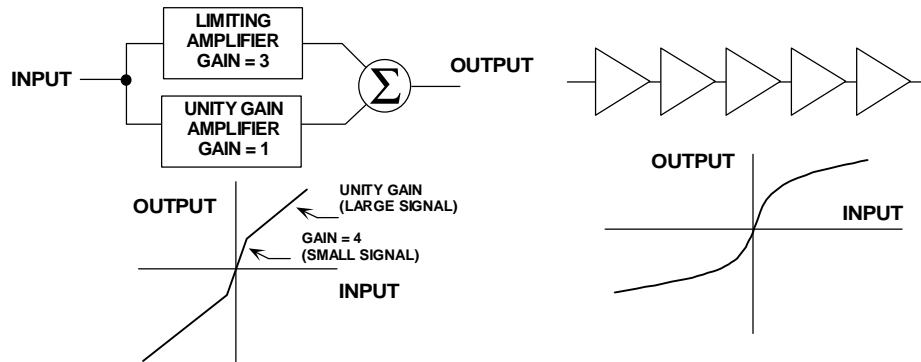 LIMITING
AMPLIFIER
GAIN = 3
INPUT
OUTPUT
Σ
UNITY GAIN
AMPLIFIER
GAIN = 1
OUTPUT
UNITY GAIN
(LARGE SIGNAL)
GAIN = 4
(SMALL SIGNAL)
INPUT
OUTPUT
INPUT